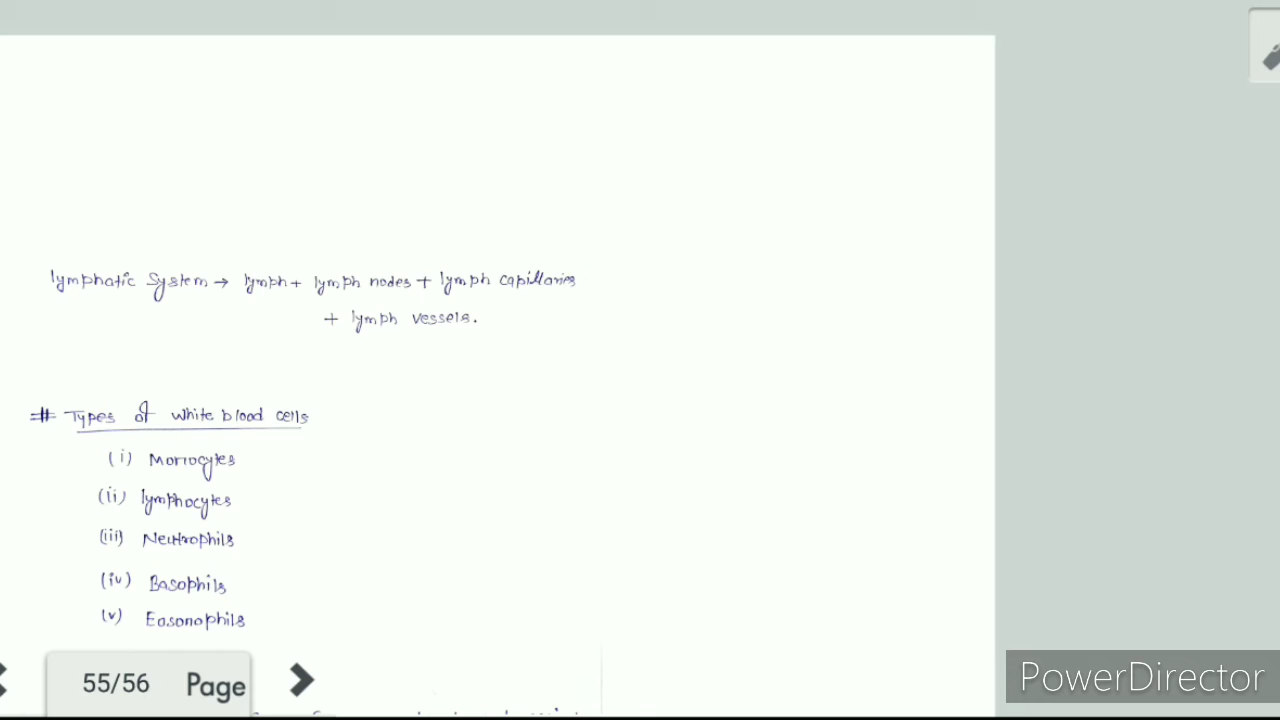 lymphatic System → lymph + lymph nodes + lymph capillaries
+ lymph vessels.
# Types of white blood cells
(i) Monocytes
(ii) lymphocytes
(iii) Neutrophils
(iv) Basophils
(v) Easonophils
55/56 Page
PowerDirector